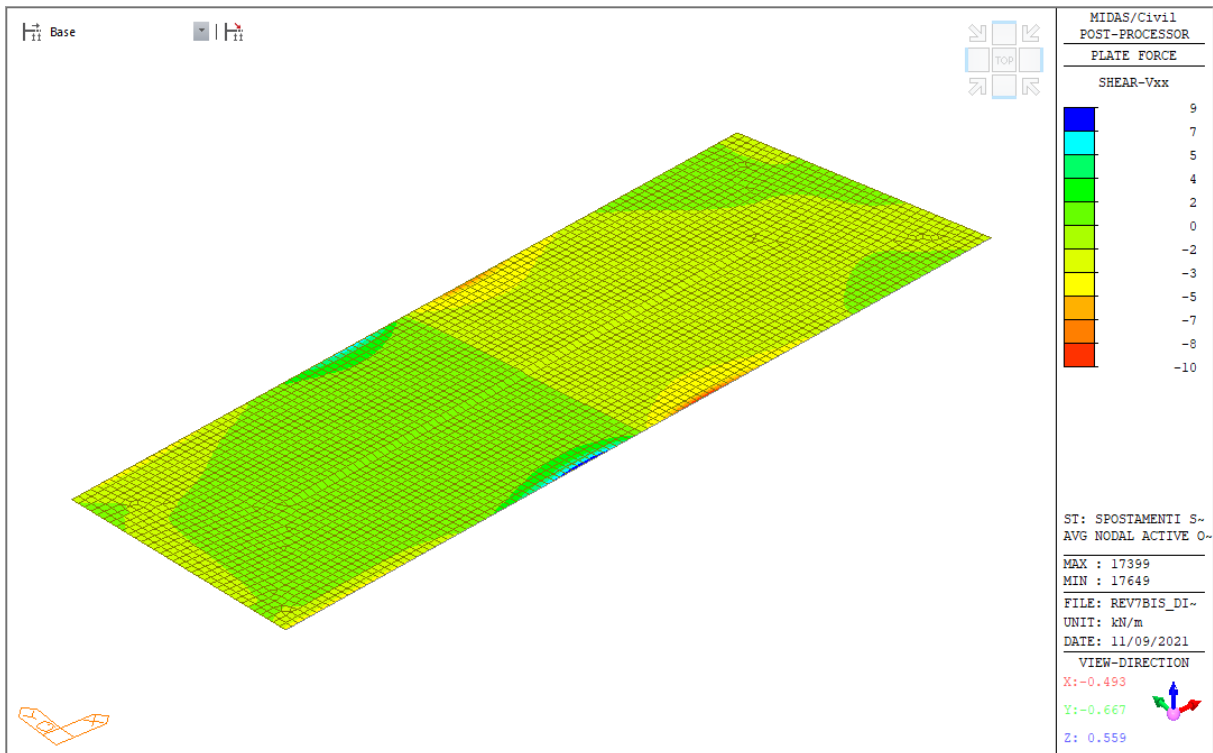 Base
TOP
MIDAS/Civil
POST-PROCESSOR
PLATE FORCE
SHEAR-Vxx
9
7
5
4
2
0
-2
-3
-5
-7
-8
-10
ST: SPOSTAMENTI S~
AVG NODAL ACTIVE O~
MAX : 17399
MIN : 17649
FILE: REV7BIS_DI~
UNIT: kN/m
DATE: 11/09/2021
VIEW-DIRECTION
X:-0.493
Y:-0.667
Z: 0.559